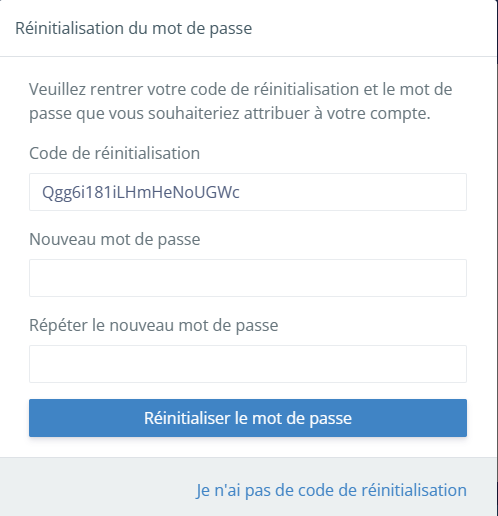 Réinitialisation du mot de passe
Veuillez rentrer votre code de réinitialisation et le mot de
passe que vous souhaiteriez attribuer à votre compte.
Code de réinitialisation
Qgg6i181iLHmHeNoUGWc
Nouveau mot de passe
Répéter le nouveau mot de passe
Réinitialiser le mot de passe
Je n'ai pas de code de réinitialisation